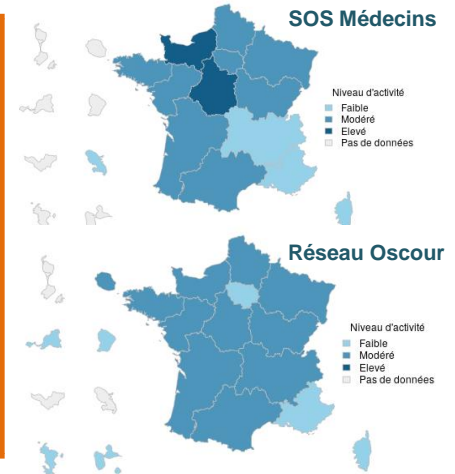 SOS Médecins
Niveau d'activité
Faible
Modéré
Elevé
Pas de données
Réseau Oscour
Niveau d'activité
Faible
Modéré
Elevé
Pas de données